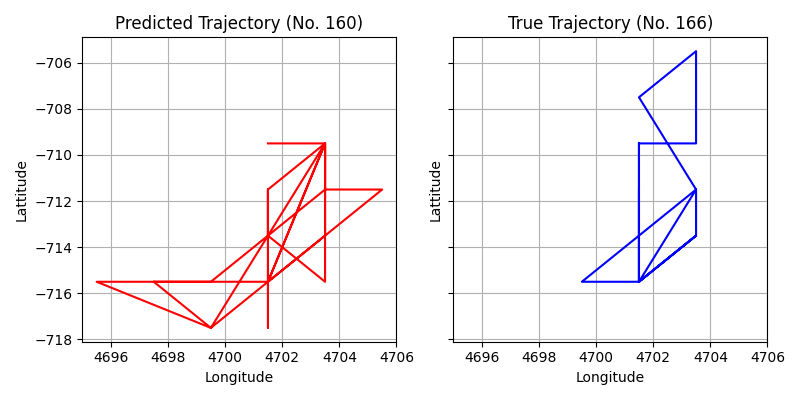 Predicted Trajectory (No. 160)
True Trajectory (No. 166)
Lattitude
−706
−708
−710
−712
−714
−716
−718
4696 4698 4700 4702 4704 4706
Longitude
Lattitude
4696 4698 4700 4702 4704 4706
Longitude